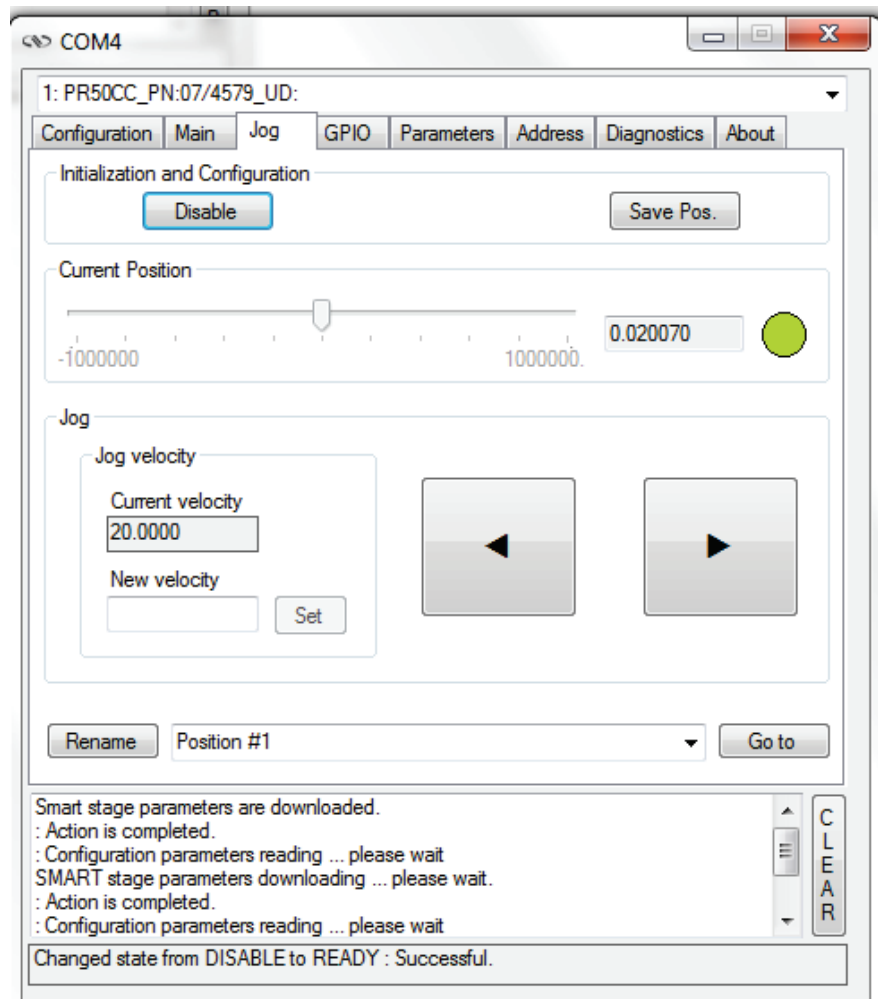 COM4
1: PR50CC_PN:07/4579_UD:
Configuration Main Jog GPIO Parameters Address Diagnostics About
Initialization and Configuration
Disable Save Pos.
Current Position
0.020070
-1000000 1000000.
Jog
Jog velocity
Current velocity
20.0000
New velocity
Set
Rename Position #1 Go to
Smart stage parameters are downloaded.
: Action is completed.
: Configuration parameters reading ... please wait
SMART stage parameters downloading ... please wait.
: Action is completed.
: Configuration parameters reading ... please wait
CLEAR
Changed state from DISABLE to READY : Successful.